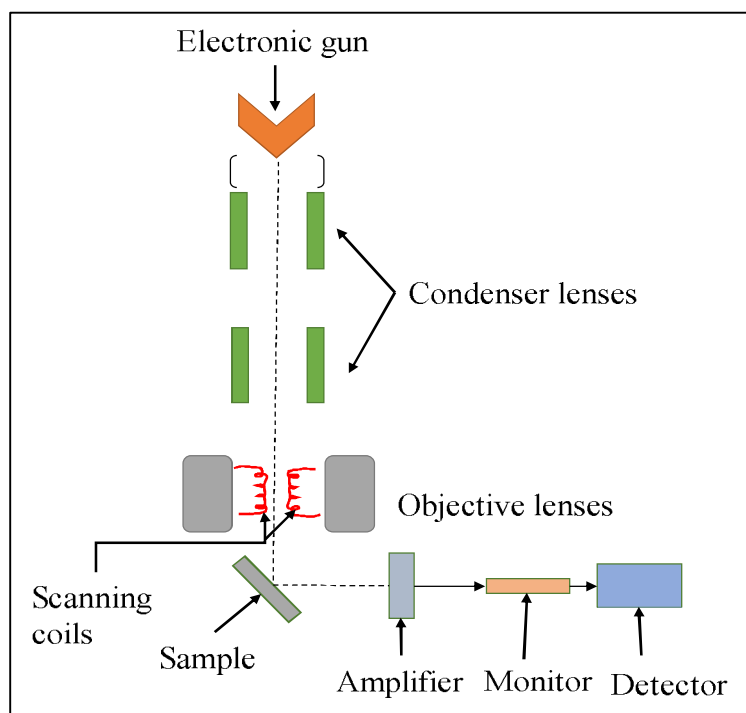 Electronic gun
Condenser lenses
Objective lenses
Scanning
coils
Sample
Amplifier
Monitor
Detector